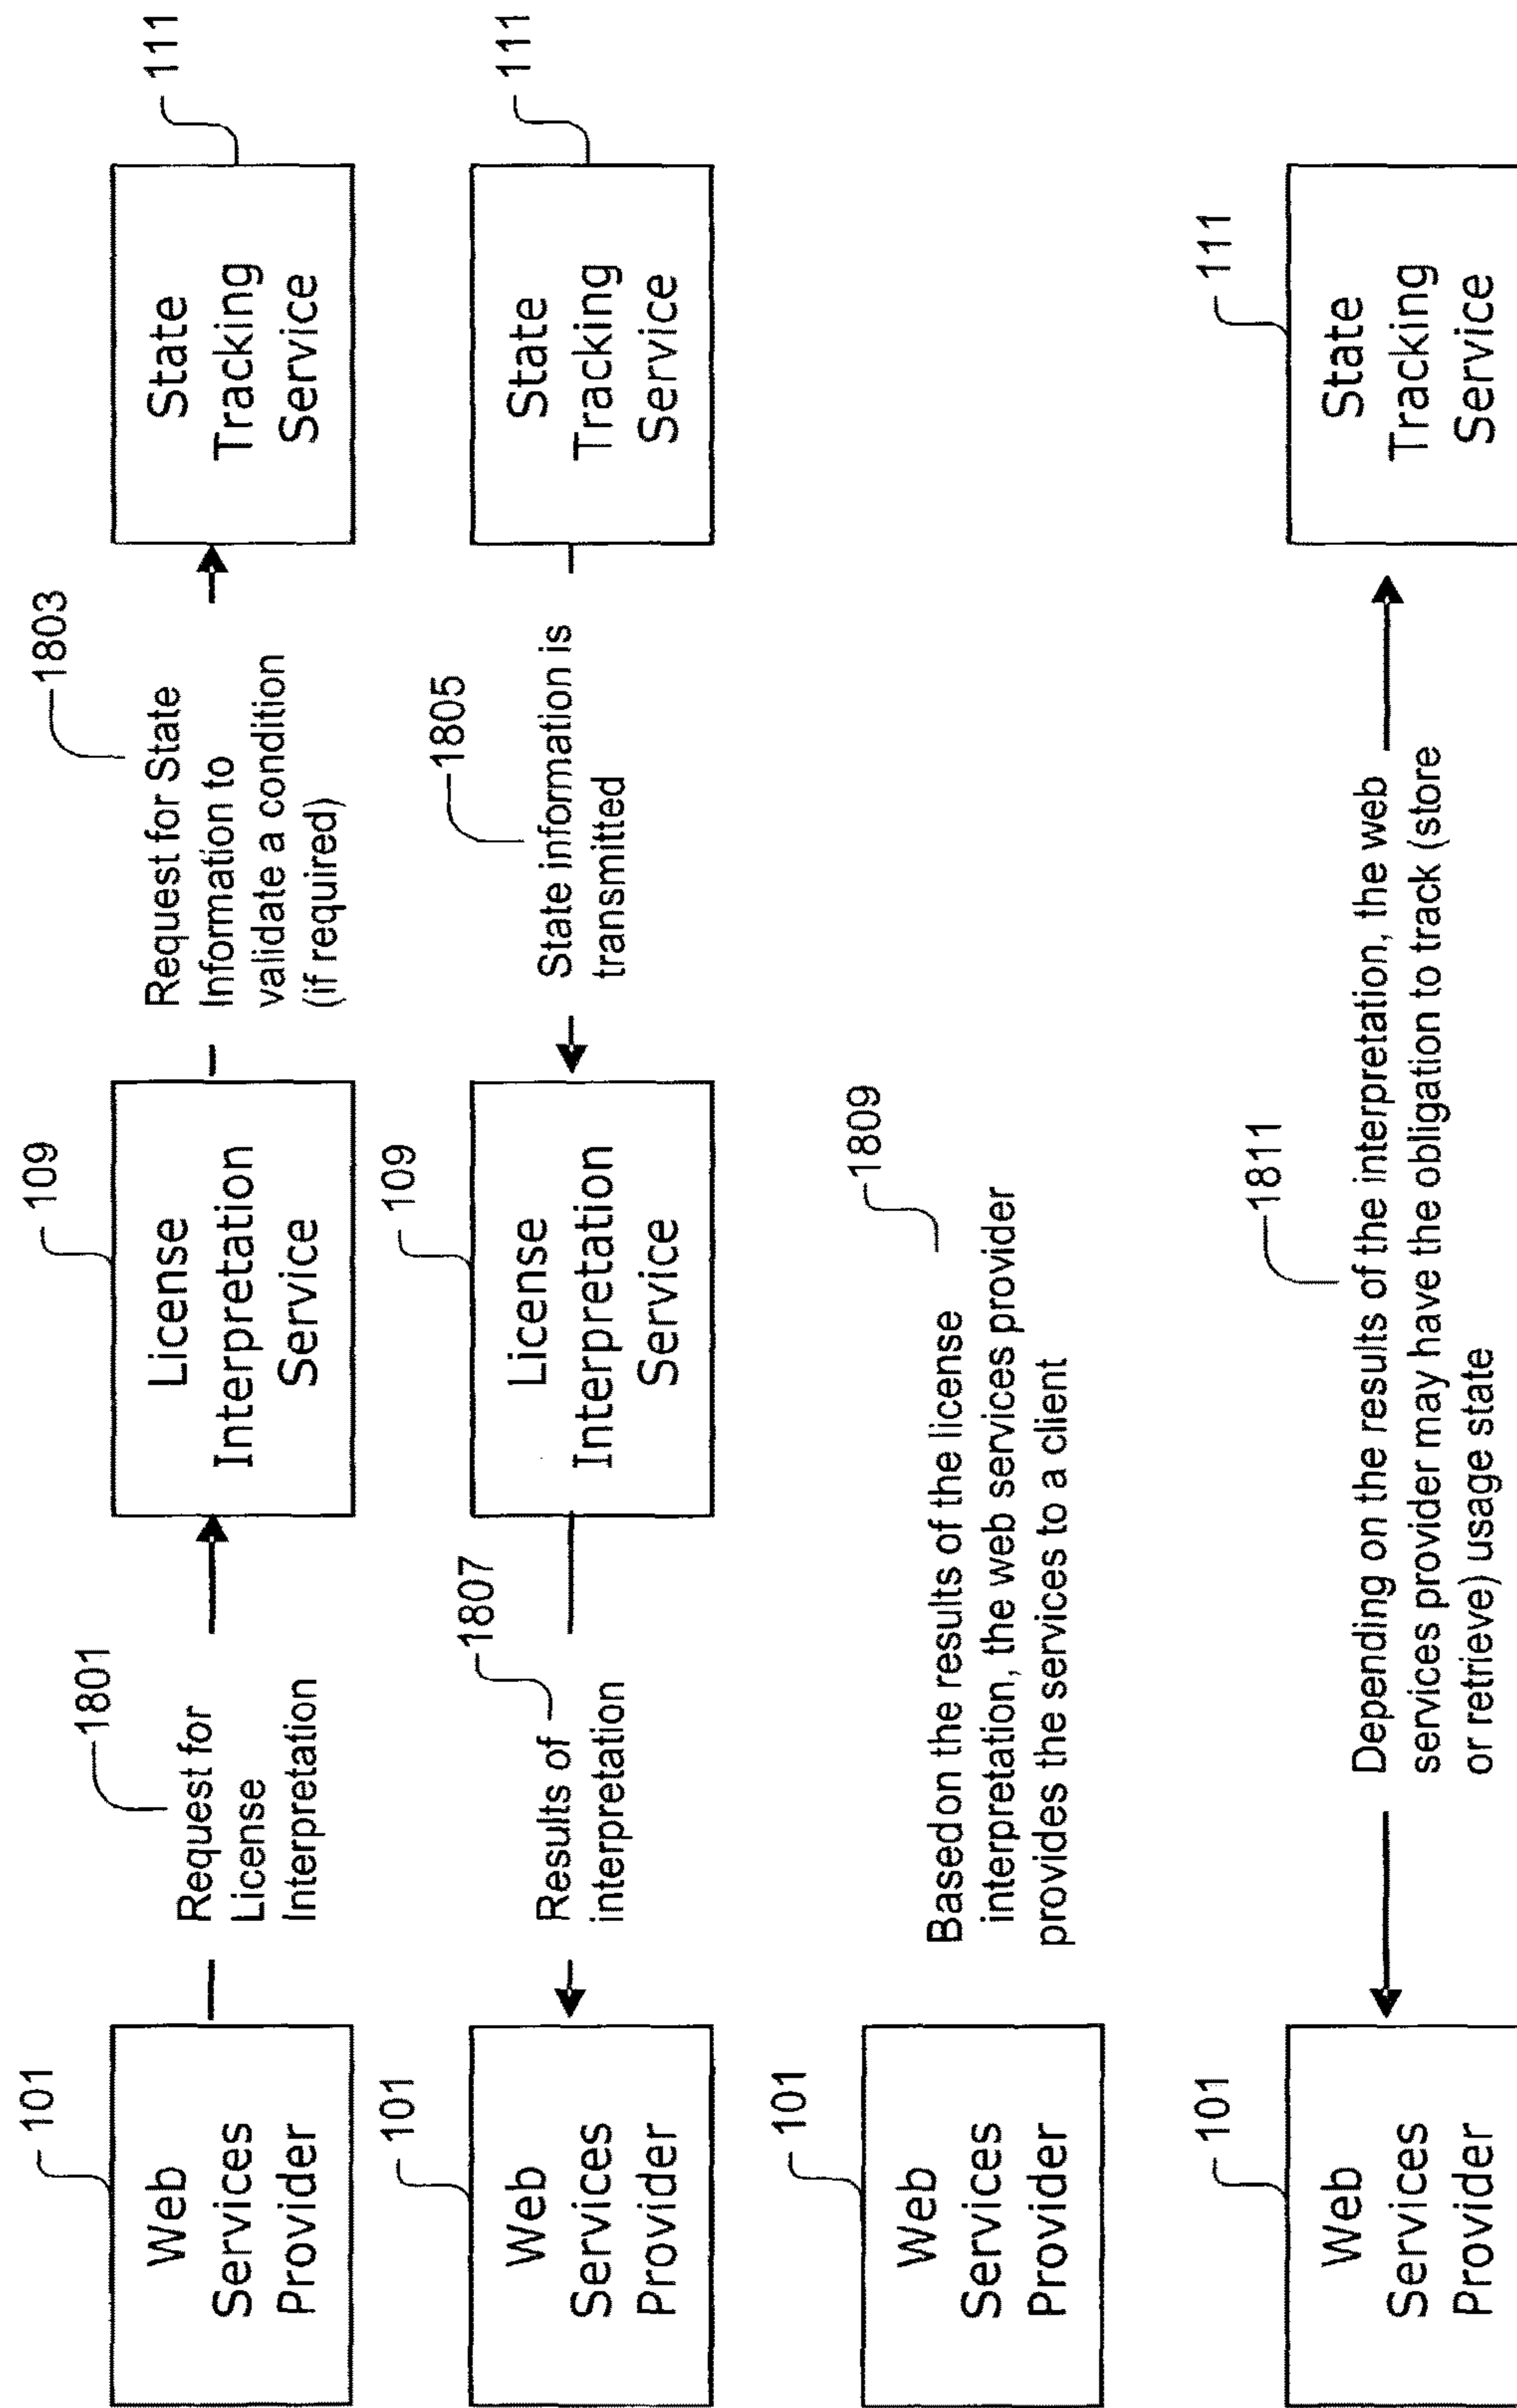 101
Web
Services
Provider
1801
Request for
License
Interpretation
109
License
Interpretation
Service
1803
Request for State
Information to
validate a condition
(if required)
111
State
Tracking
Service
101
Web
Services
Provider
1807
Results of
interpretation
109
License
Interpretation
Service
1805
State information is
transmitted
111
State
Tracking
Service
101
Web
Services
Provider
1809
Based on the results of the license
interpretation, the web services provider
provides the services to a client
101
Web
Services
Provider
1811
Depending on the results of the interpretation, the web
services provider may have the obligation to track (store
or retrieve) usage state
111
State
Tracking
Service